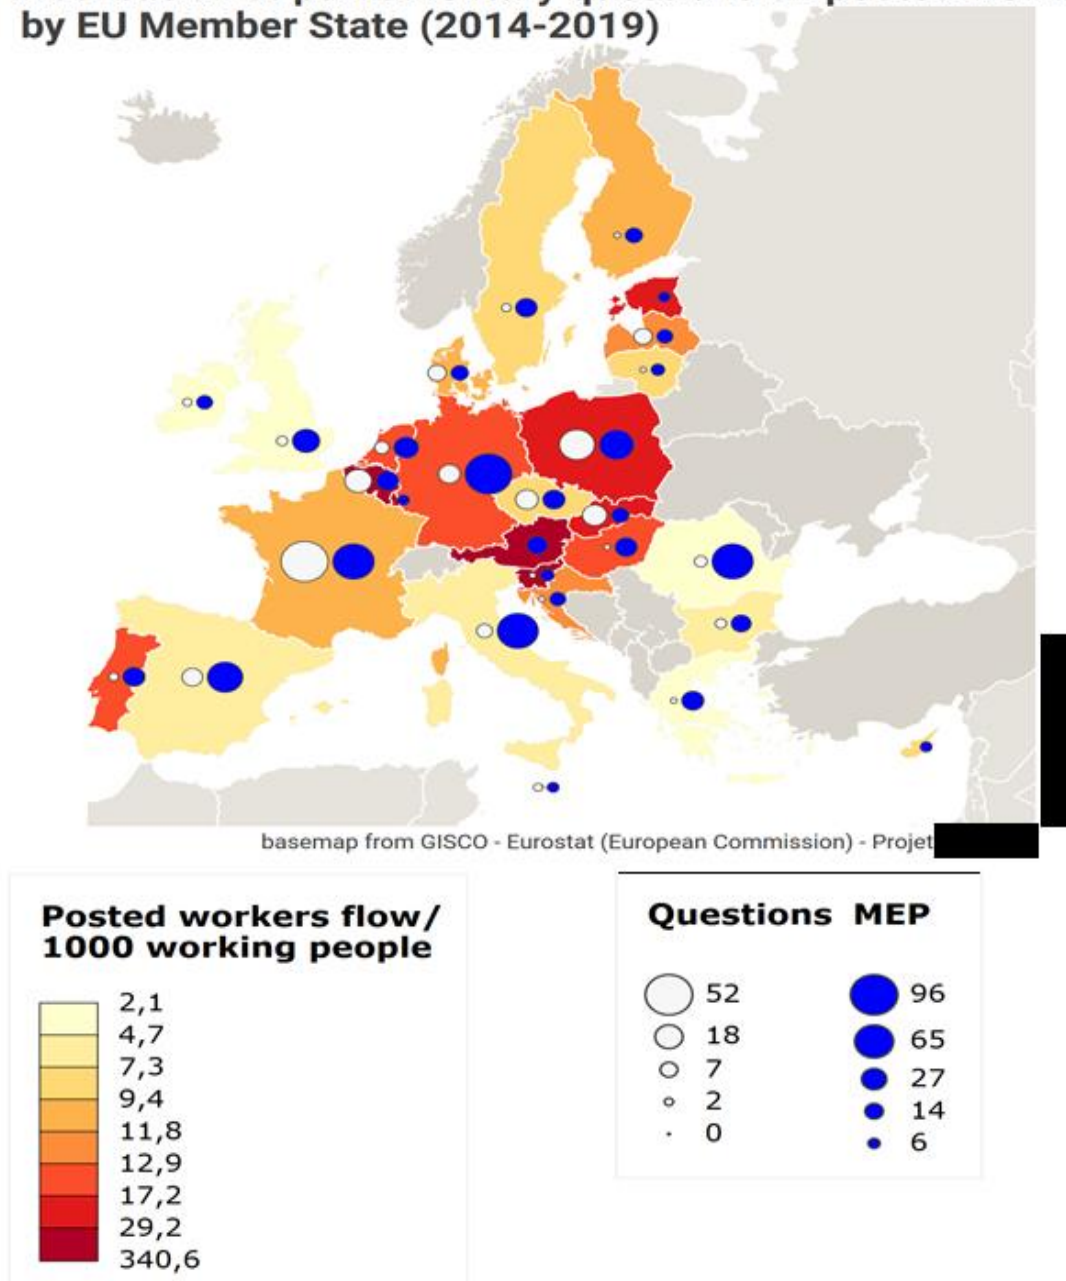 by EU Member State (2014-2019)
basemap from GISCO - Eurostat (European Commission) - Projet
Posted workers flow/
1000 working people
2,1
4,7
7,3
9,4
11,8
12,9
17,2
29,2
340,6
Questions MEP
52 96
18 65
7 27
2 14
0 6